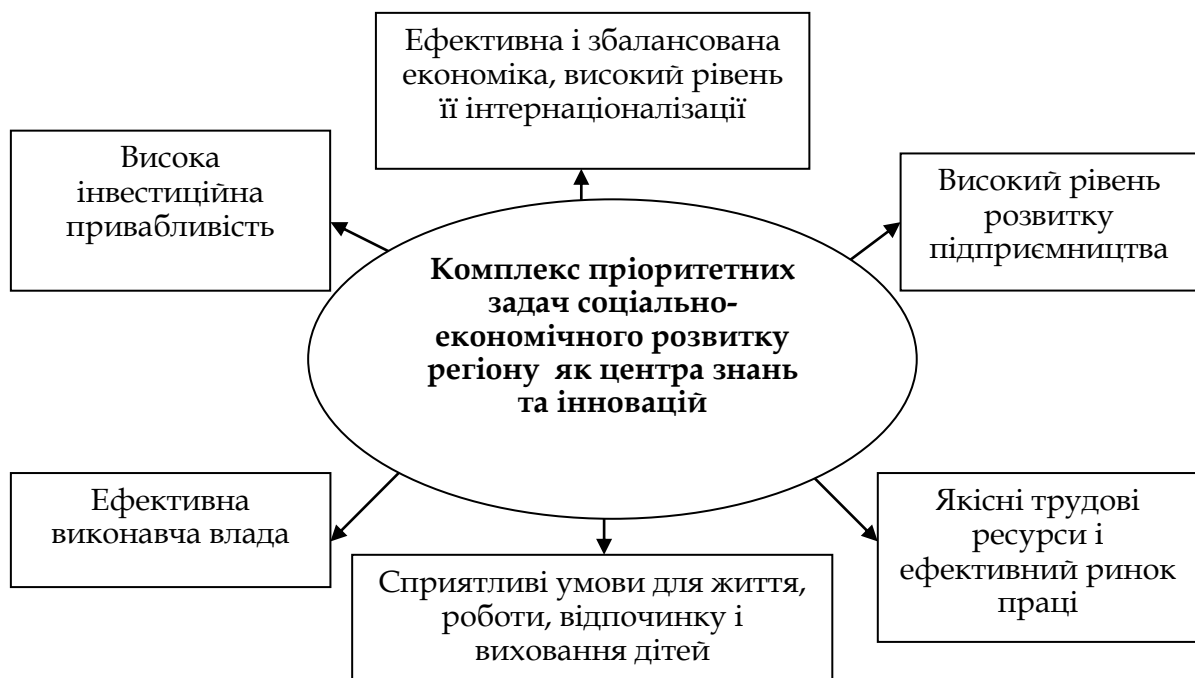 Ефективна і збалансована
економіка, високий рівень
її інтернаціоналізації
Висока
інвестиційна
привабливість
Високий рівень
розвитку
підприємництва
Комплекс пріоритетних
задач соціально-
економічного розвитку
регіону як центра знань
та інновацій
Ефективна
виконавча влада
Сприятливі умови для життя,
роботи, відпочинку і
виховання дітей
Якісні трудові
ресурси і
ефективний ринок
праці